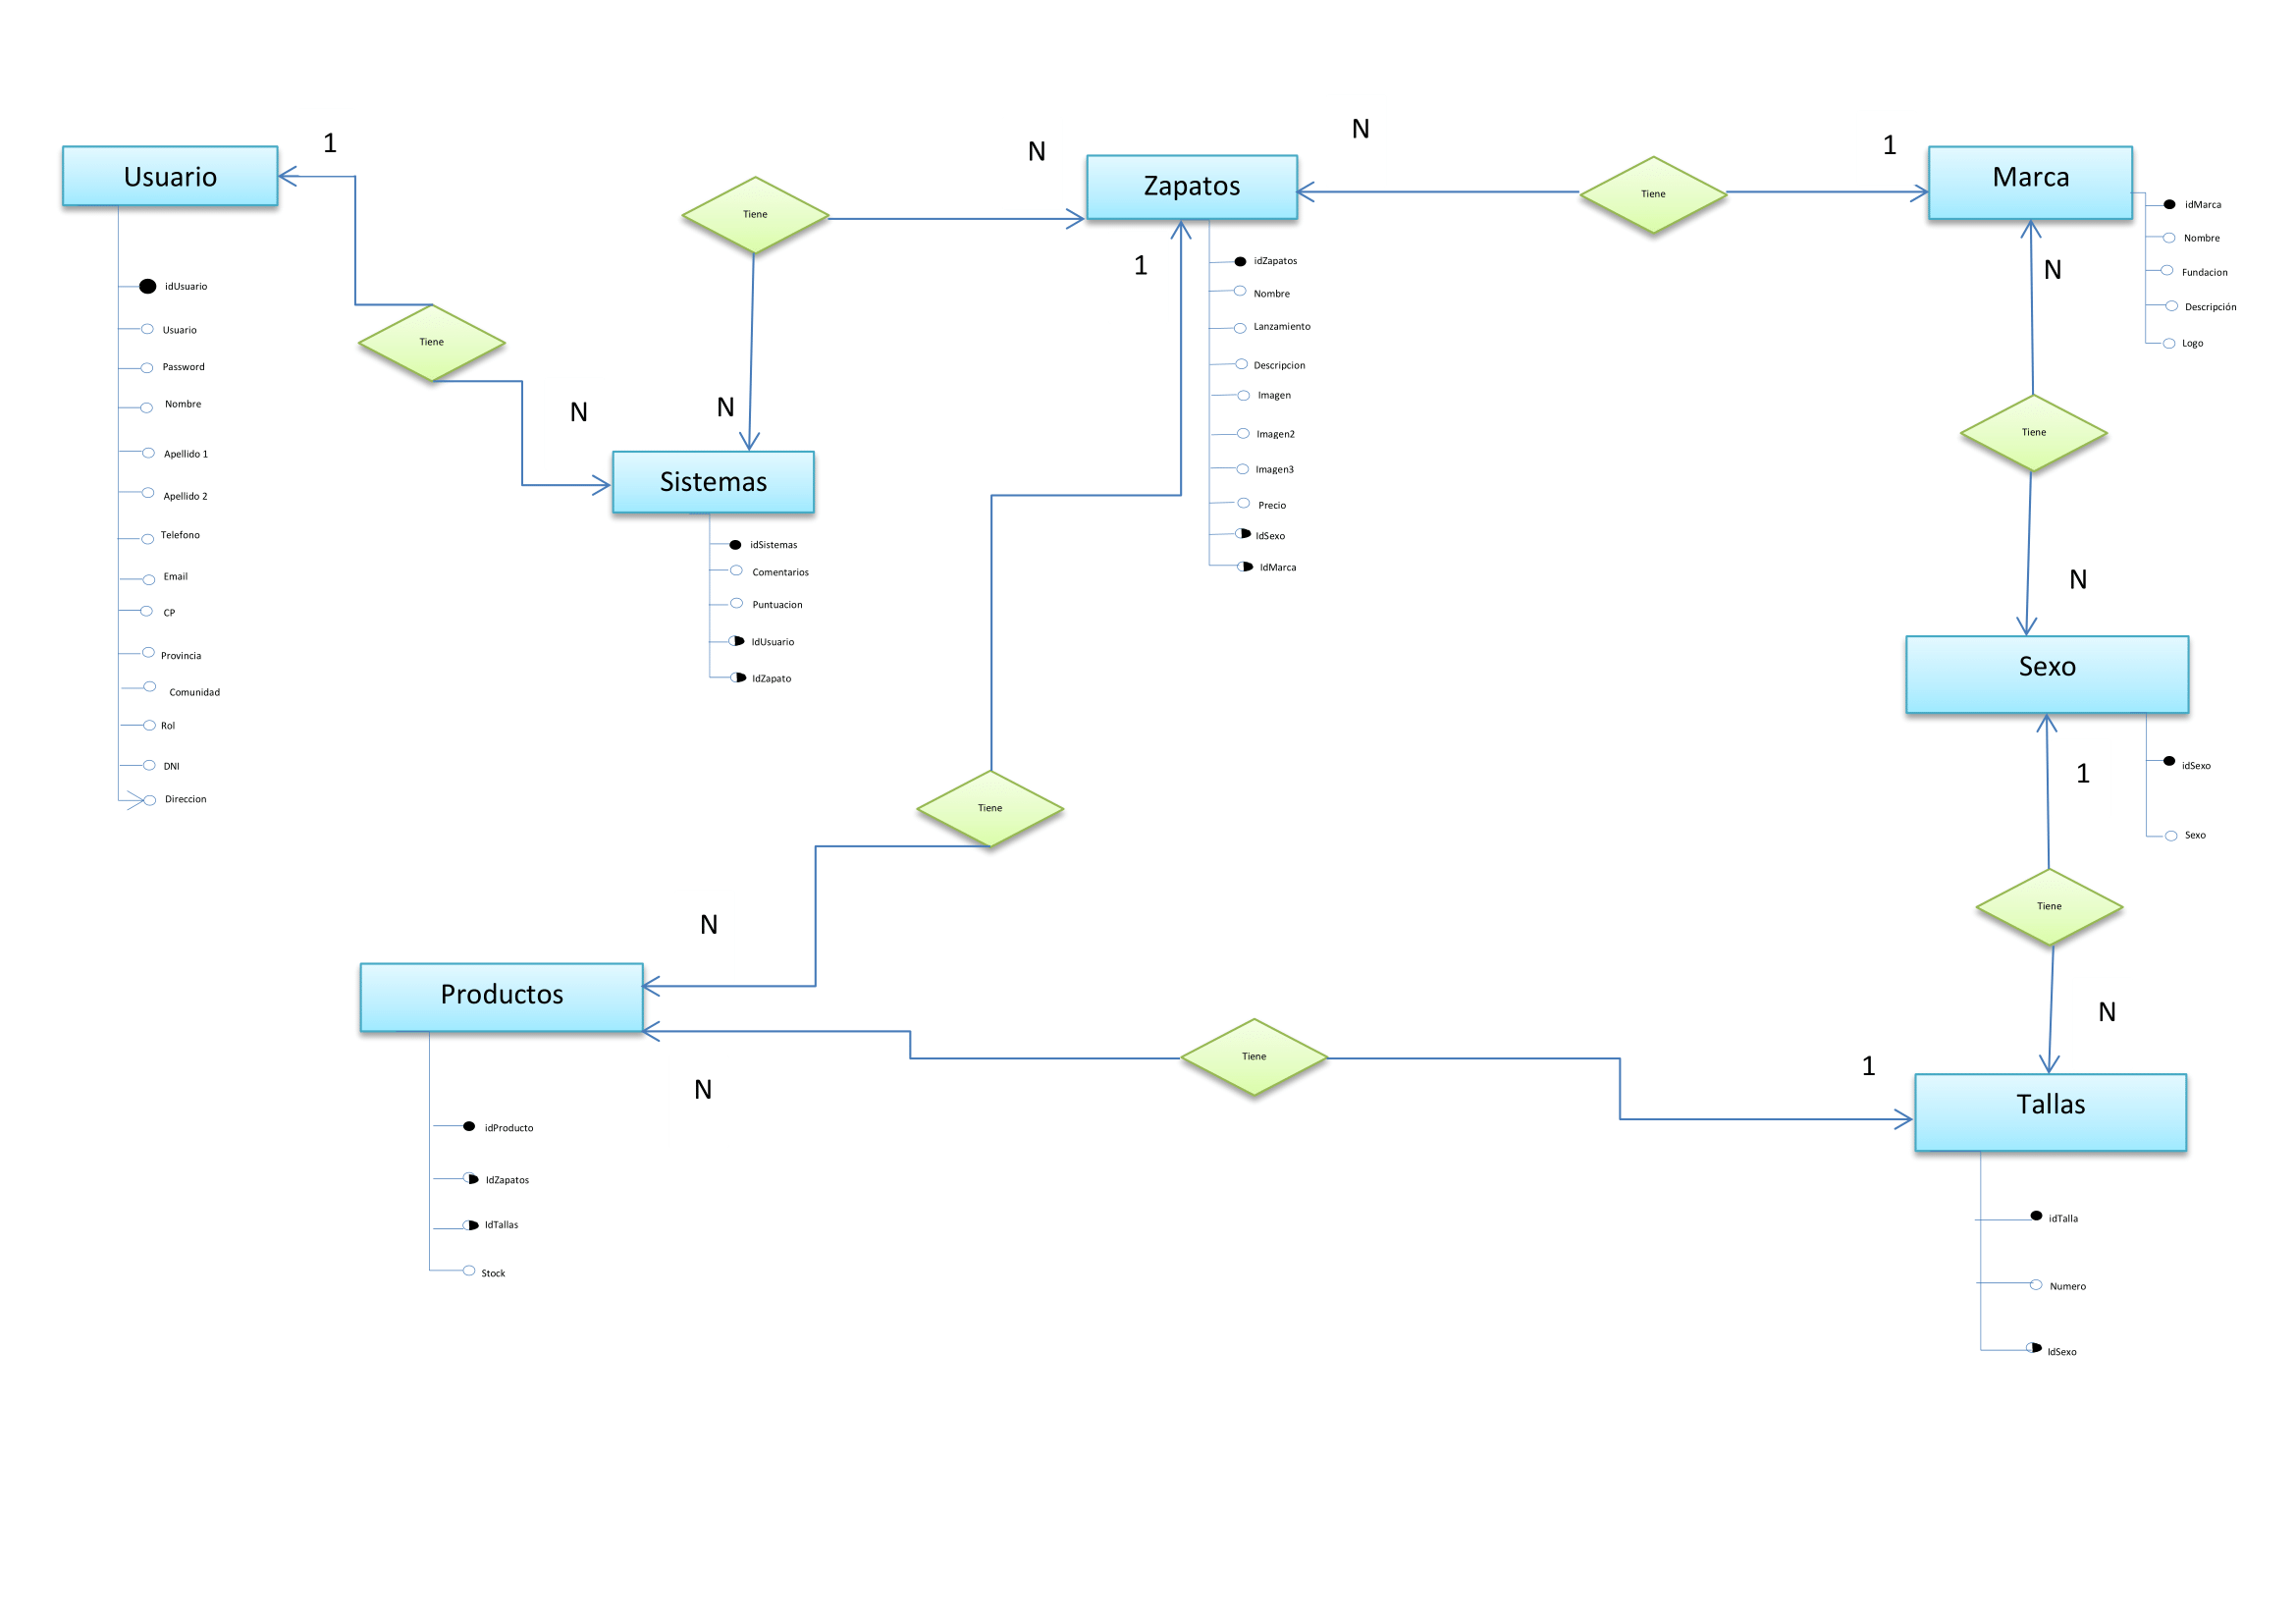 1
N
N
1
Usuario
Zapatos
Marca
Tiene
Tiene
idMarca
Nombre
Fundacion
Descripción
Logo
N
1
idZapatos
Nombre
Lanzamiento
Descripcion
Imagen
Imagen2
Imagen3
Precio
IdSexo
IdMarca
idUsuario
Usuario
Password
Nombre
Apellido 1
Apellido 2
Telefono
Email
CP
Provincia
Comunidad
Rol
DNI
Direccion
Tiene
N
N
Sistemas
idSistemas
Comentarios
Puntuacion
IdUsuario
IdZapato
Tiene
N
Sexo
idSexo
Sexo
1
Tiene
Tiene
N
N
Productos
Tiene
1
N
Tallas
idProducto
IdZapatos
IdTallas
Stock
idTalla
Numero
IdSexo